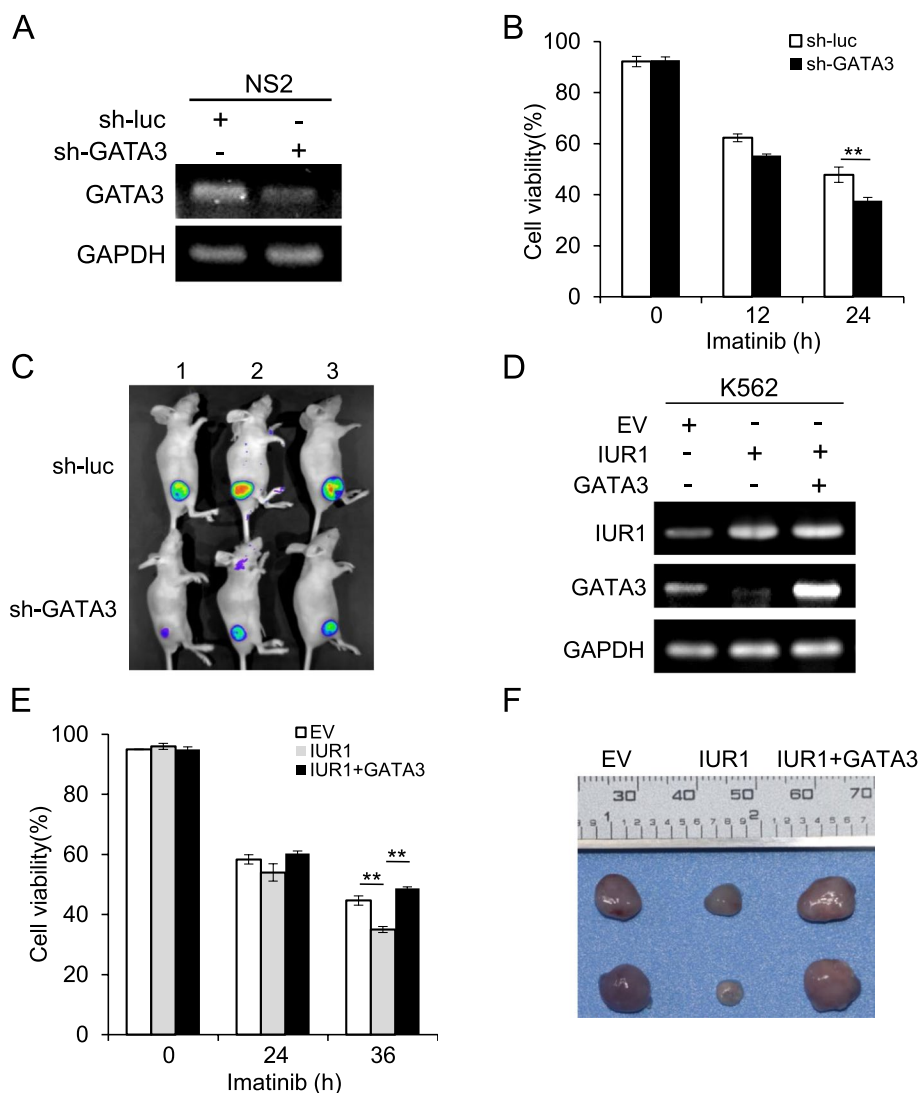 A
NS2
sh-luc + -
sh-GATA3 - +
GATA3
GAPDH
B
sh-luc
sh-GATA3
Cell viability(%)
100
80
60
40
20
0
0 12 24
**
Imatinib (h)
C
1 2 3
sh-luc
sh-GATA3
D
K562
EV + - -
IUR1 - + +
GATA3 - - +
IUR1
GATA3
GAPDH
E
EV
IUR1
IUR1+GATA3
Cell viability(%)
100
80
60
40
20
0
** **
0 24 36
Imatinib (h)
F
EV IUR1 IUR1+GATA3
30 40 50 60 70
1 2